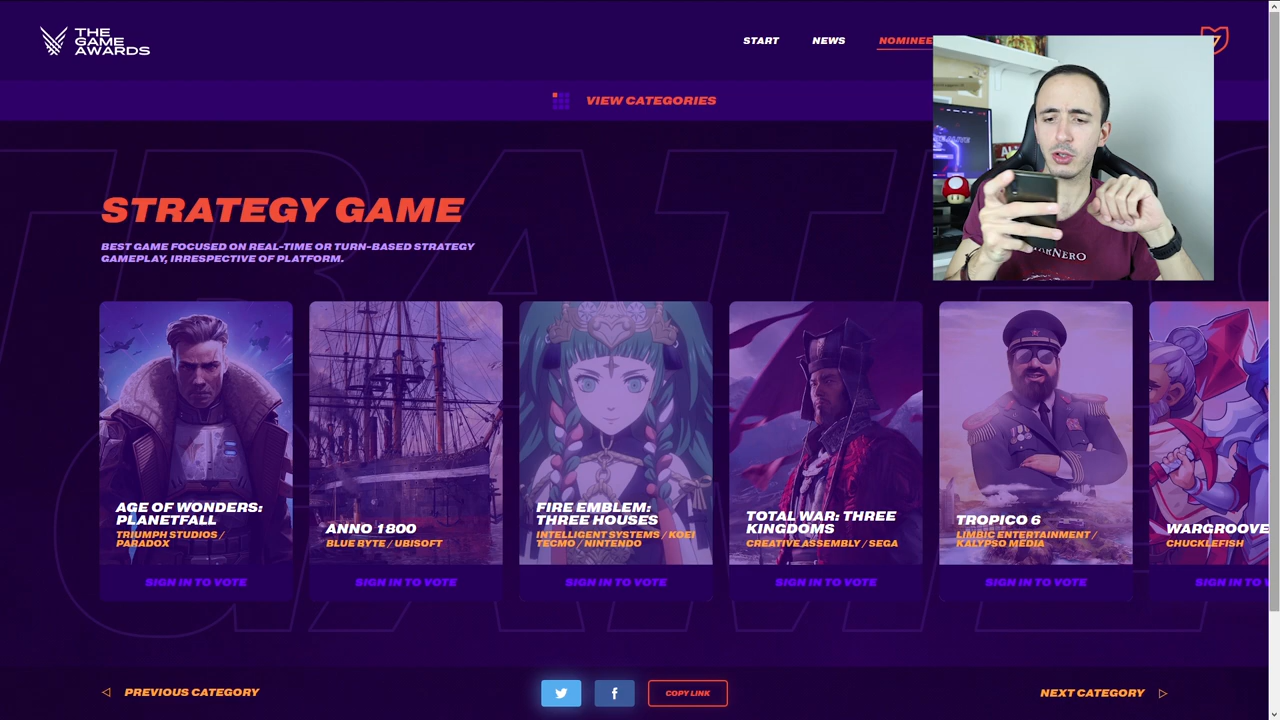 THE
GAME
AWARDS
START
NEWS
NOMINEE
VIEW CATEGORIES
STRATEGY GAME
BEST GAME FOCUSED ON REAL-TIME OR TURN-BASED STRATEGY
GAMEPLAY, IRRESPECTIVE OF PLATFORM.
AGE OF WONDERS:
PLANETFALL
TRIUMPH STUDIOS /
PARADOX
SIGN IN TO VOTE
ANNO 1800
BLUE BYTE / UBISOFT
SIGN IN TO VOTE
FIRE EMBLEM:
THREE HOUSES
INTELLIGENT SYSTEMS / KOEI
TECMO / NINTENDO
SIGN IN TO VOTE
TOTAL WAR: THREE
KINGDOMS
CREATIVE ASSEMBLY / SEGA
SIGN IN TO VOTE
TROPICO 6
LIMBIC ENTERTAINMENT /
KALYPSO MEDIA
SIGN IN TO VOTE
WARGROOVE
CHUCKLEFISH
SIGN IN TO V
PREVIOUS CATEGORY
COPY LINK
NEXT CATEGORY